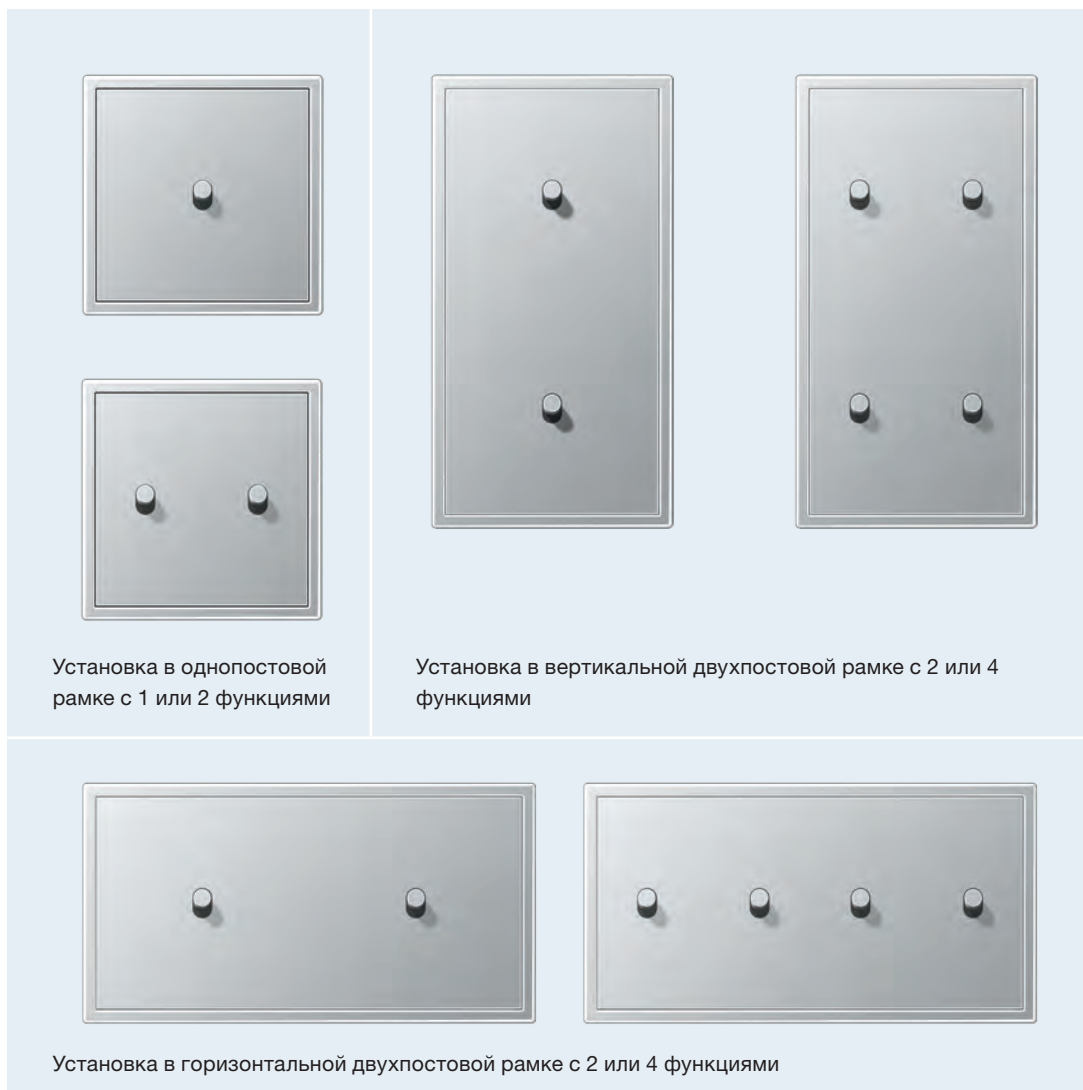 Установка в однопостовой
рамке с 1 или 2 функциями
Установка в вертикальной двухпостовой рамке с 2 или 4
функциями
Установка в горизонтальной двухпостовой рамке с 2 или 4 функциями